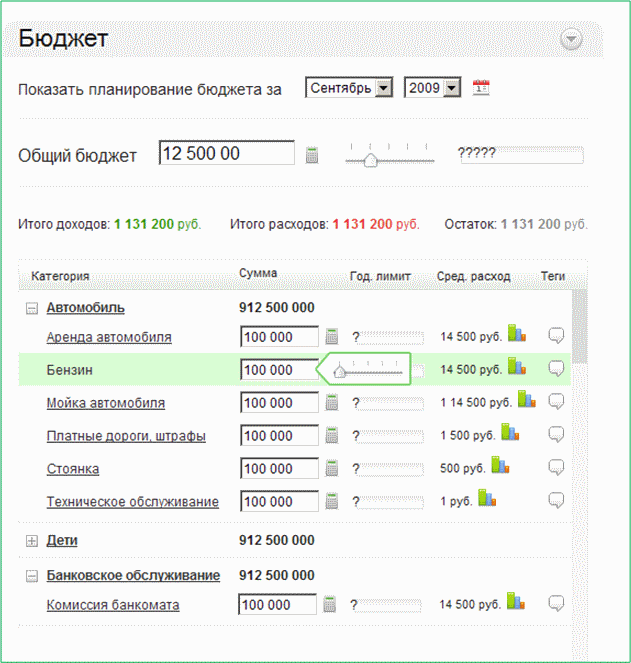 Бюджет
Показать планирование бюджета за Сентябрь 2009 1
Общий бюджет 12 500 00 ?????
Итого доходов: 1 131 200 руб. Итого расходов: 1 131 200 руб. Остаток: 1 131 200 руб.
Категория Сумма Год. лимит Сред. расход Теги
Автомобиль 912 500 000
Аренда автомобиля 100 000 ? 14 500 руб.
Бензин 100 000 14 500 руб.
Мойка автомобиля 100 000 ? 1 14 500 руб.
Платные дороги, штрафы 100 000 ? 1 500 руб.
Стоянка 100 000 ? 500 руб.
Техническое обслуживание 100 000 ? 1 руб.
Дети 912 500 000
Банковское обслуживание 912 500 000
Комиссия банкомата 100 000 ? 14 500 руб.